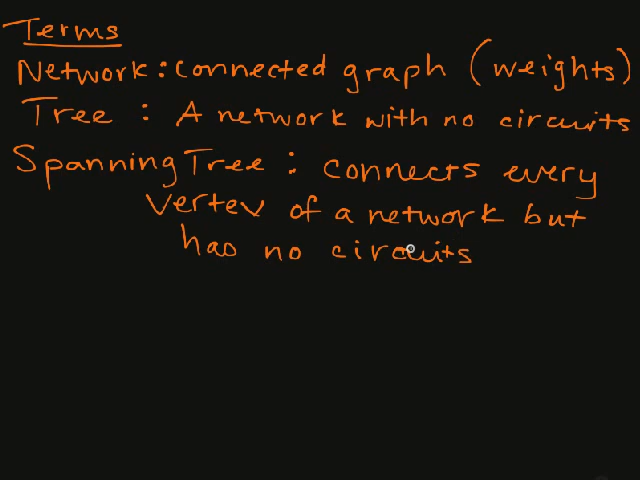 Terms
Network: Connected graph (weights)
Tree: A network with no circuits
Spanning Tree: connects every
vertex of a network but
has no circuits